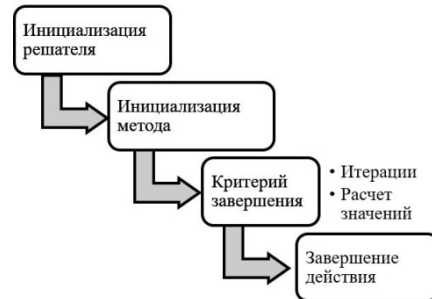 Инициализация
решателя
Инициализация
метода
Критерий
завершения
• Итерации
• Расчет
значений
Завершение
действия